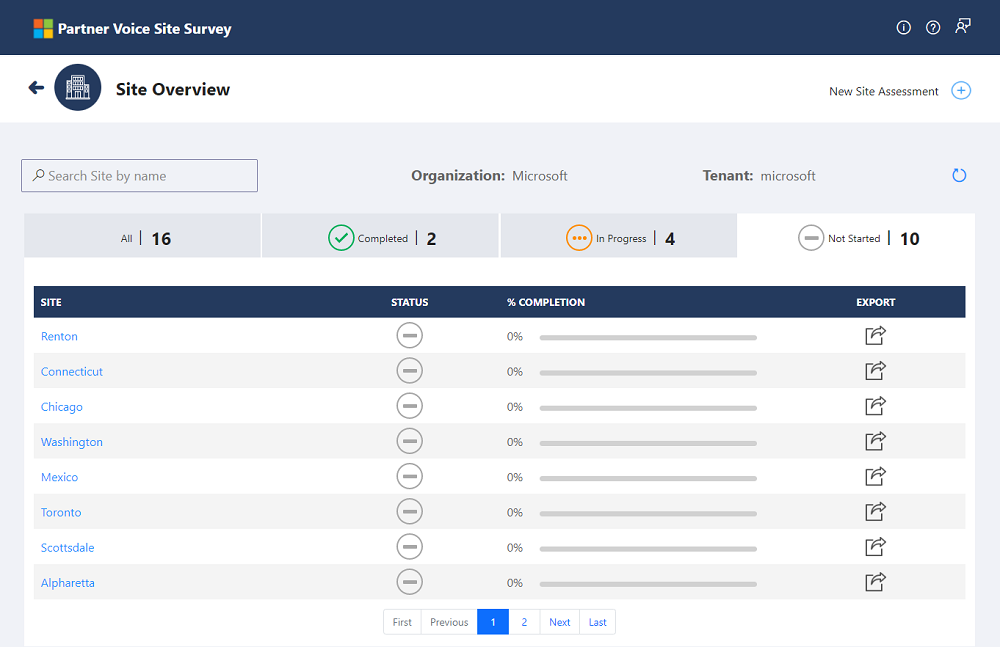 Partner Voice Site Survey
Site Overview
New Site Assessment
Search Site by name
Organization: Microsoft
Tenant: microsoft
All | 16
Completed | 2
In Progress | 4
Not Started | 10
SITE STATUS % COMPLETION EXPORT
Renton 0%
Connecticut 0%
Chicago 0%
Washington 0%
Mexico 0%
Toronto 0%
Scottsdale 0%
Alpharetta 0%
First Previous 1 2 Next Last